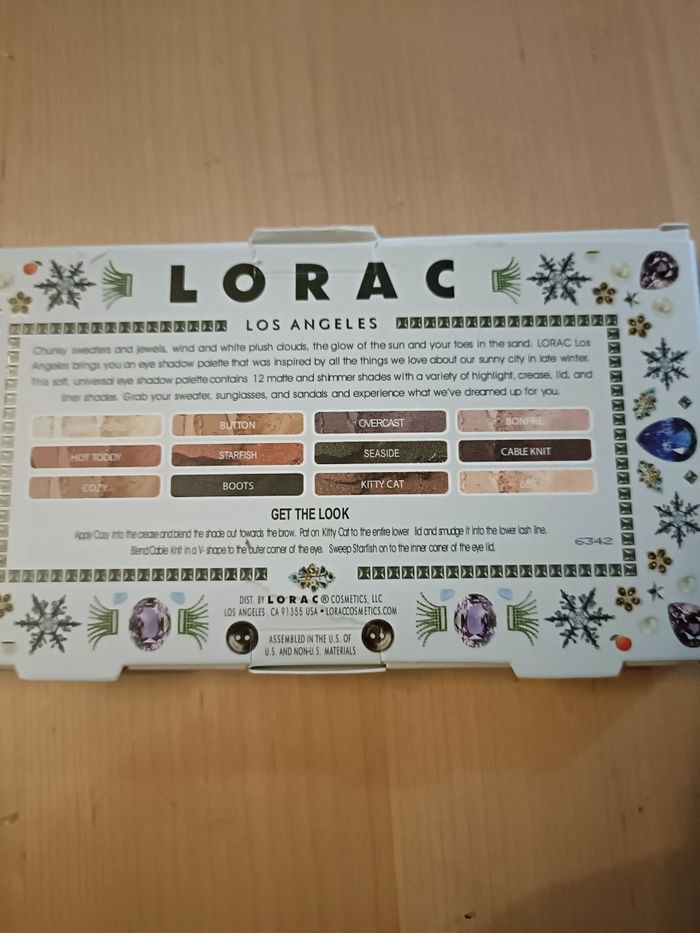 LORAC
LOS ANGELES
Chunky sweaters and jewels, wind and white plush clouds, the glow of the sun and your toes in the sand. LORAC Los
Angeles brings you an eye shadow palette that was inspired by all the things we love about our sunny city in late winter.
This soft, universal eye shadow palette contains 12 matte and shimmer shades with a variety of highlight, crease, lid, and
liner shades. Grab your sweater, sunglasses, and sandals and experience what we've dreamed up for you.
BUTTON
OVERCAST
BONFIRE
HOT TODDY
STARFISH
SEASIDE
CABLE KNIT
COZY
BOOTS
KITTY CAT
GET THE LOOK
Apply Cozy into the crease and blend the shade out towards the brow. Pat on Kitty Cat to the entire lower lid and smudge it into the lower lash line.
Blend Cable Knit in a V- shape to the outer corner of the eye. Sweep Starfish on to the inner corner of the eye lid.
6342
DIST. BY LORAC® COSMETICS, LLC
LOS ANGELES, CA 91355 USA • LORACCOSMETICS.COM
ASSEMBLED IN THE U.S. OF
U.S. AND NON-U.S. MATERIALS